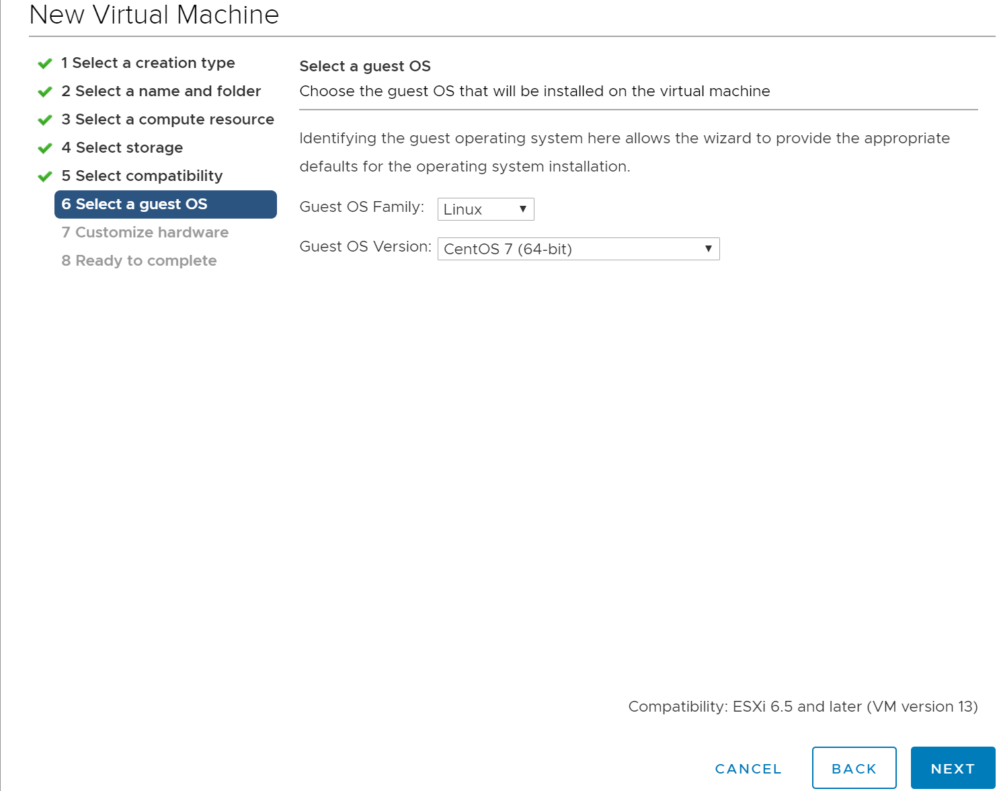 New Virtual Machine
1 Select a creation type
2 Select a name and folder
3 Select a compute resource
4 Select storage
5 Select compatibility
6 Select a guest OS
7 Customize hardware
8 Ready to complete
Select a guest OS
Choose the guest OS that will be installed on the virtual machine
Identifying the guest operating system here allows the wizard to provide the appropriate
defaults for the operating system installation.
Guest OS Family: Linux
Guest OS Version: CentOS 7 (64-bit)
Compatibility: ESXi 6.5 and later (VM version 13)
CANCEL BACK NEXT